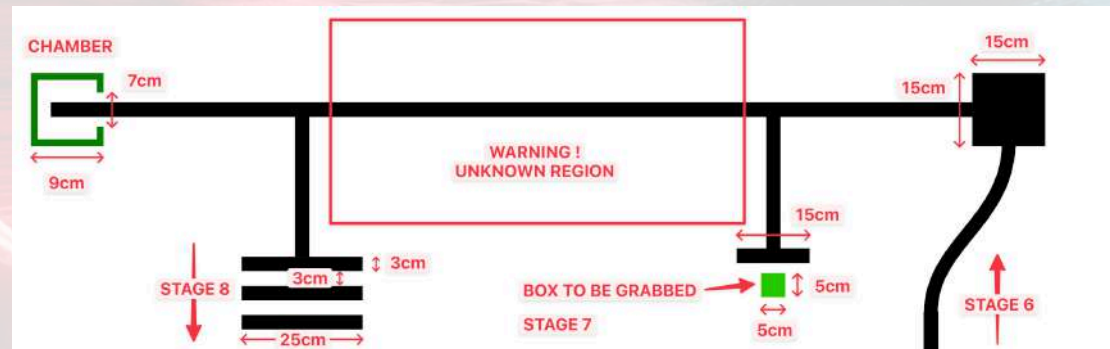 CHAMBER
7cm
9cm
WARNING !
UNKNOWN REGION
15cm
15cm
15cm
STAGE 8
3cm
3cm
25cm
BOX TO BE GRABBED
STAGE 7
5cm
5cm
STAGE 6